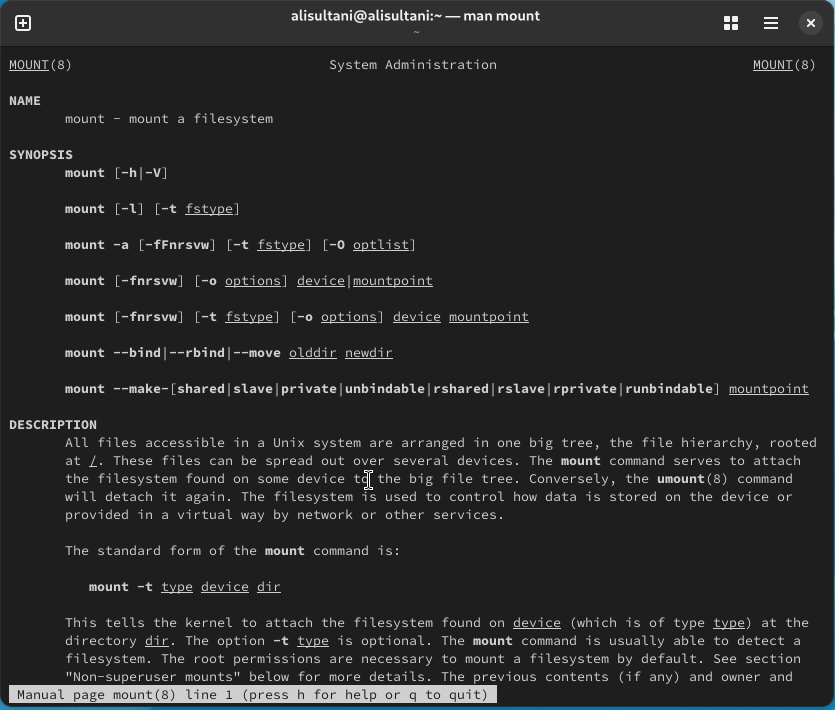 alisultani@alisultani:~ — man mount
~
MOUNT(8) System Administration MOUNT(8)
NAME
mount - mount a filesystem
SYNOPSIS
mount [-h|-V]
mount [-l] [-t fstype]
mount -a [-fFnrsvw] [-t fstype] [-O optlist]
mount [-fnrsvw] [-o options] device|mountpoint
mount [-fnrsvw] [-t fstype] [-o options] device mountpoint
mount --bind|--rbind|--move olddir newdir
mount --make-[shared|slave|private|unbindable|rshared|rslave|rprivate|runbindable] mountpoint
DESCRIPTION
All files accessible in a Unix system are arranged in one big tree, the file hierarchy, rooted
at /. These files can be spread out over several devices. The mount command serves to attach
the filesystem found on some device to the big file tree. Conversely, the umount(8) command
will detach it again. The filesystem is used to control how data is stored on the device or
provided in a virtual way by network or other services.
The standard form of the mount command is:
mount -t type device dir
This tells the kernel to attach the filesystem found on device (which is of type type) at the
directory dir. The option -t type is optional. The mount command is usually able to detect a
filesystem. The root permissions are necessary to mount a filesystem by default. See section
"Non-superuser mounts" below for more details. The previous contents (if any) and owner and
Manual page mount(8) line 1 (press h for help or q to quit)